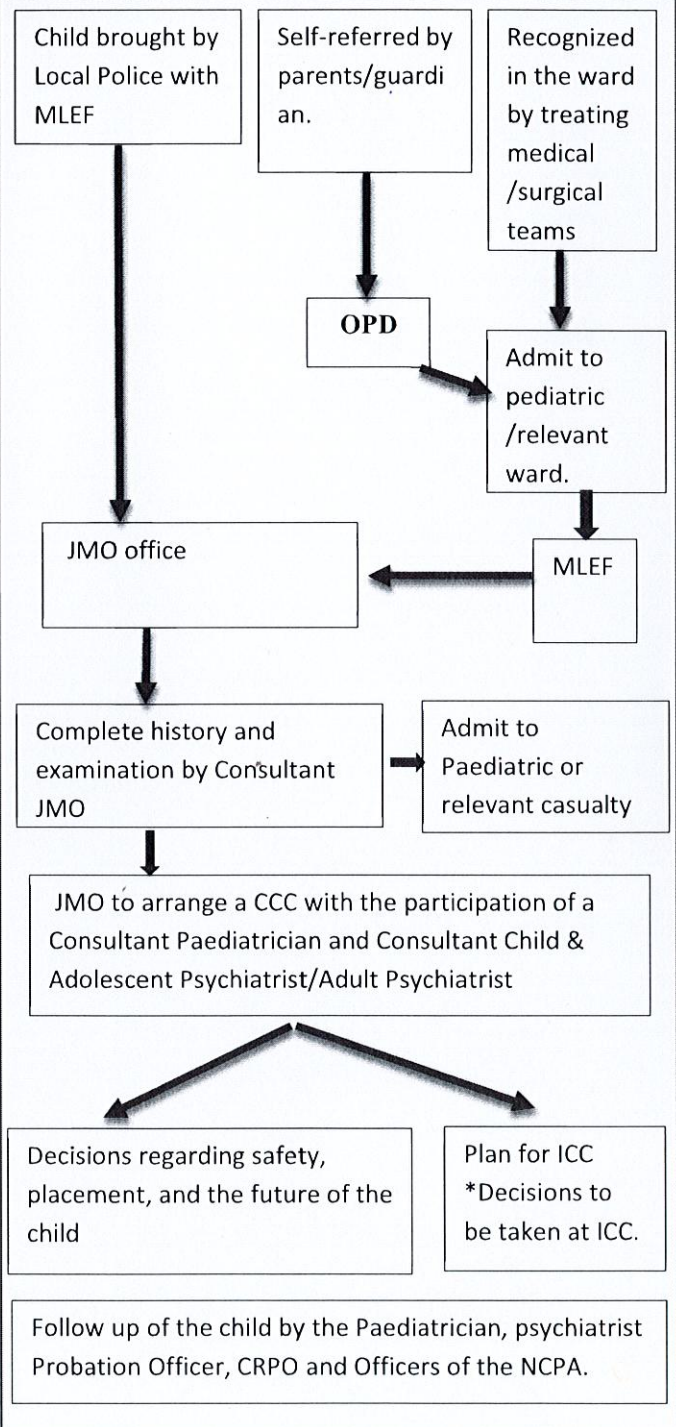 Child brought by
Local Police with
MLEF
Self-referred by
parents/guardi
an.
Recognized
in the ward
by treating
medical
/surgical
teams
OPD
Admit to
pediatric
/relevant
ward.
JMO office
MLEF
Complete history and
examination by Consultant
JMO
Admit to
Paediatric or
relevant casualty
JMO to arrange a CCC with the participation of a
Consultant Paediatrician and Consultant Child &
Adolescent Psychiatrist/Adult Psychiatrist
Decisions regarding safety,
placement, and the future of the
child
Plan for ICC
*Decisions to
be taken at ICC.
Follow up of the child by the Paediatrician, psychiatrist
Probation Officer, CRPO and Officers of the NCPA.